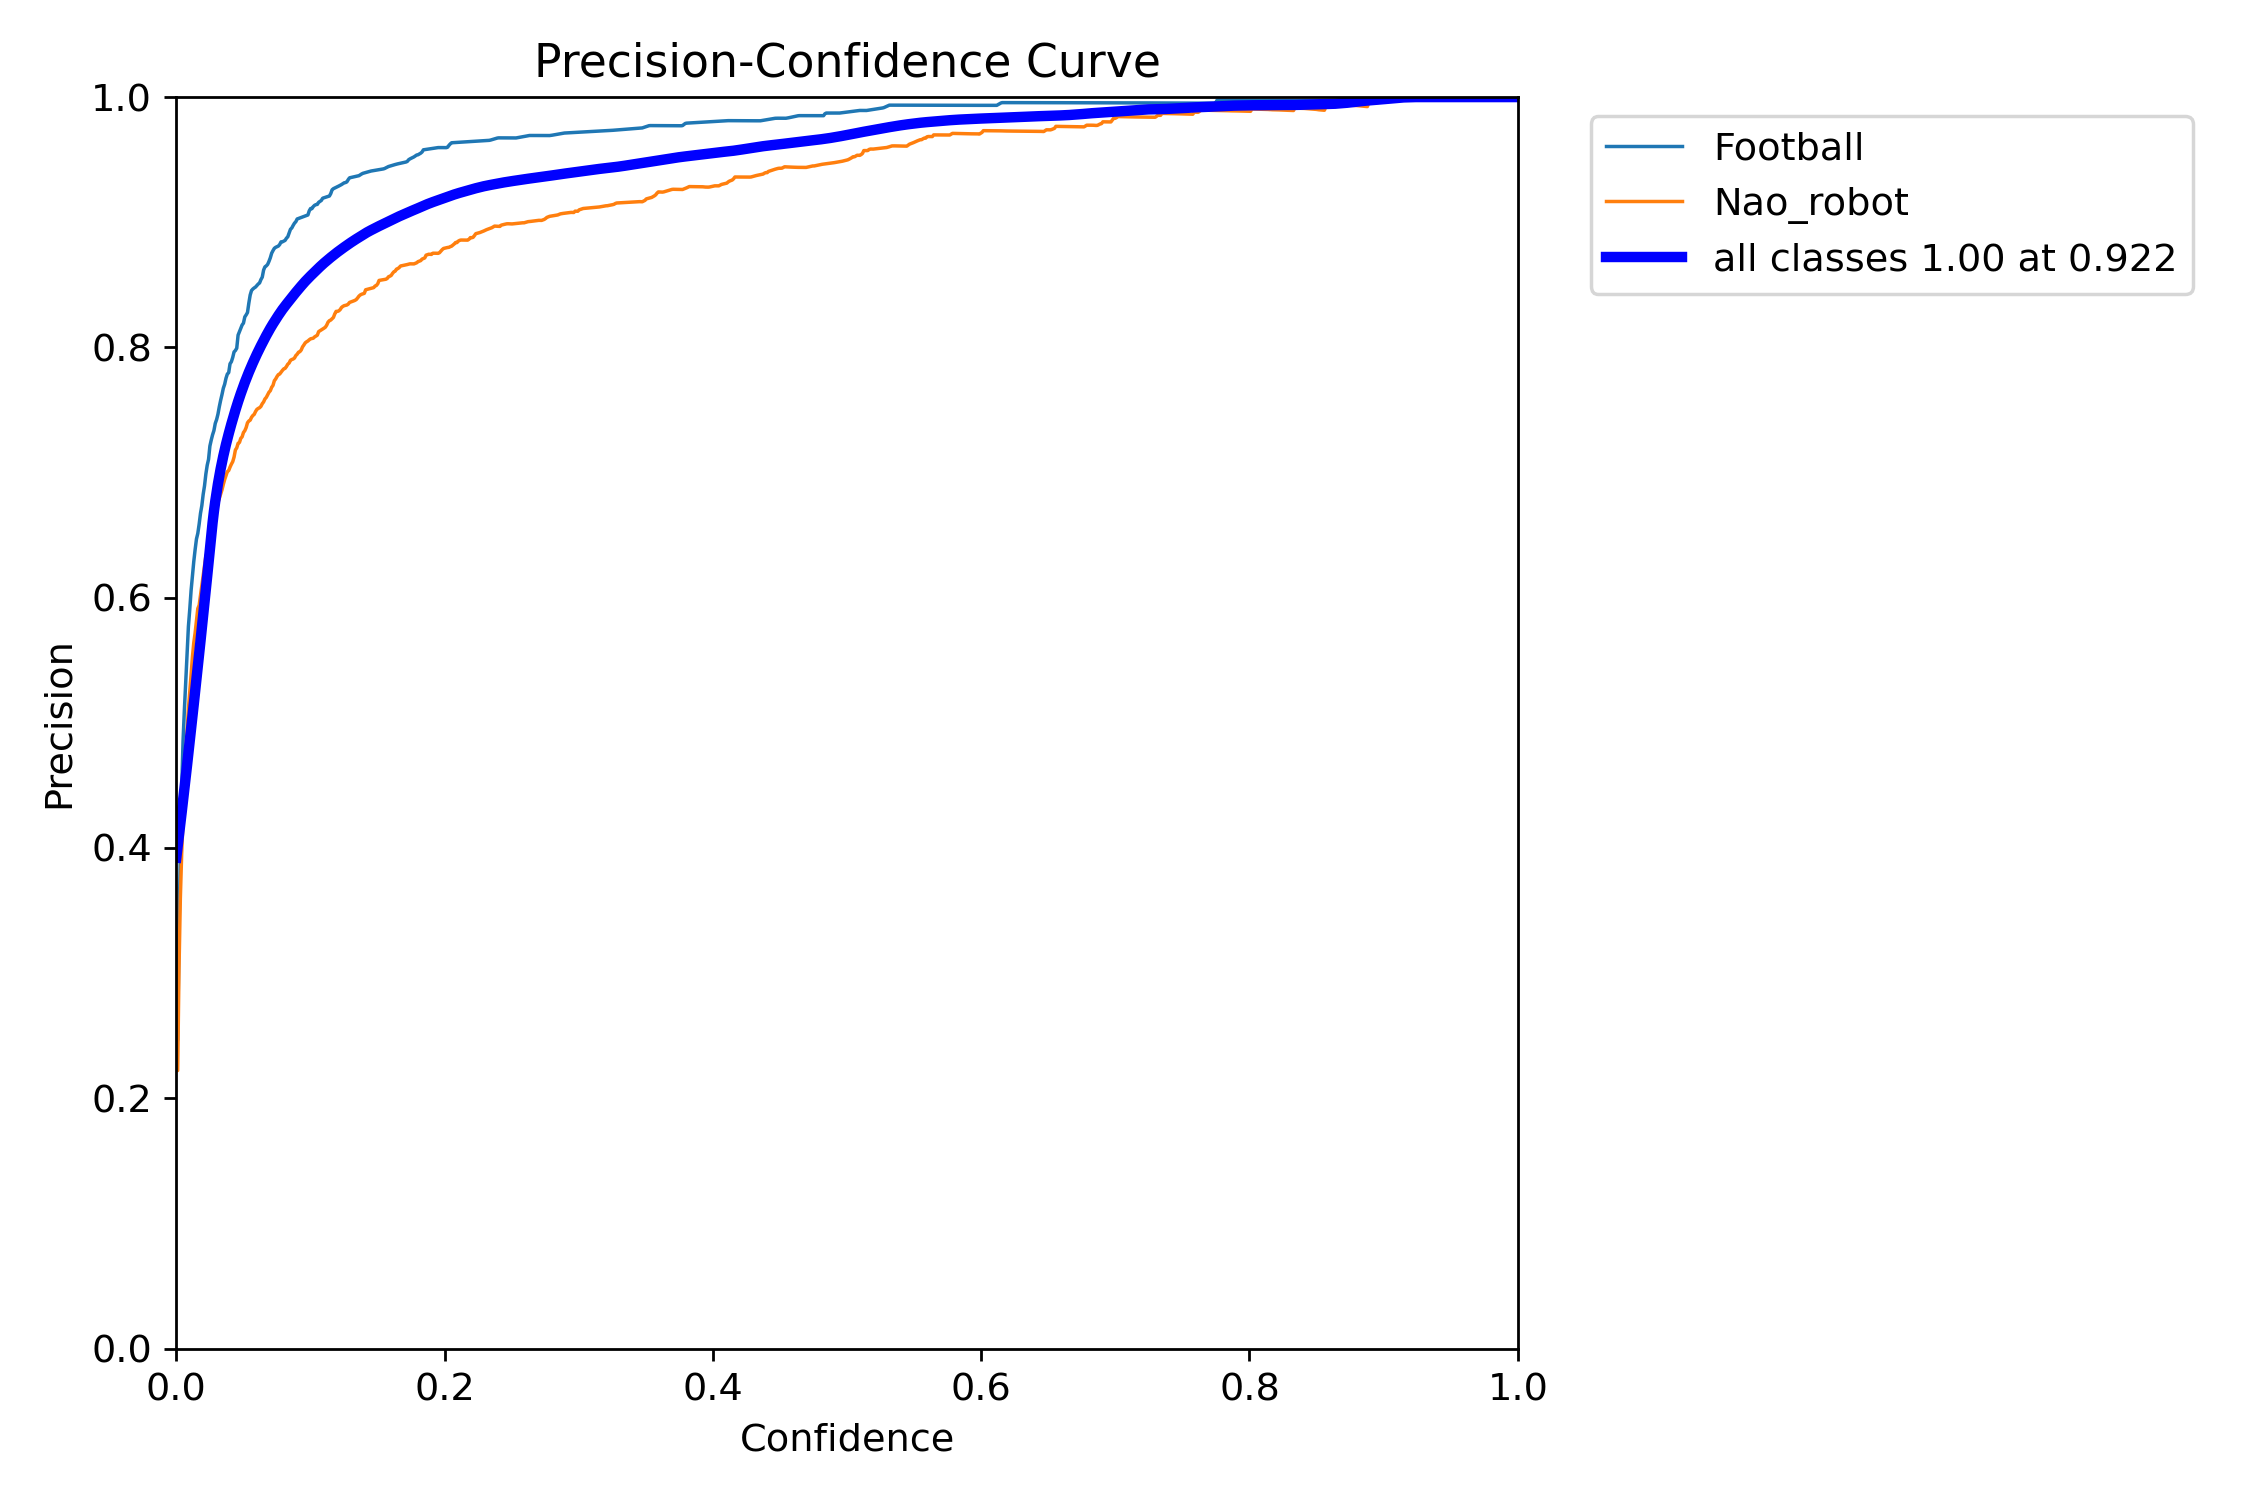 Precision-Confidence Curve
Football
Nao_robot
all classes 1.00 at 0.922
Precision
1.0
0.8
0.6
0.4
0.2
0.0
0.0 0.2 0.4 0.6 0.8 1.0
Confidence